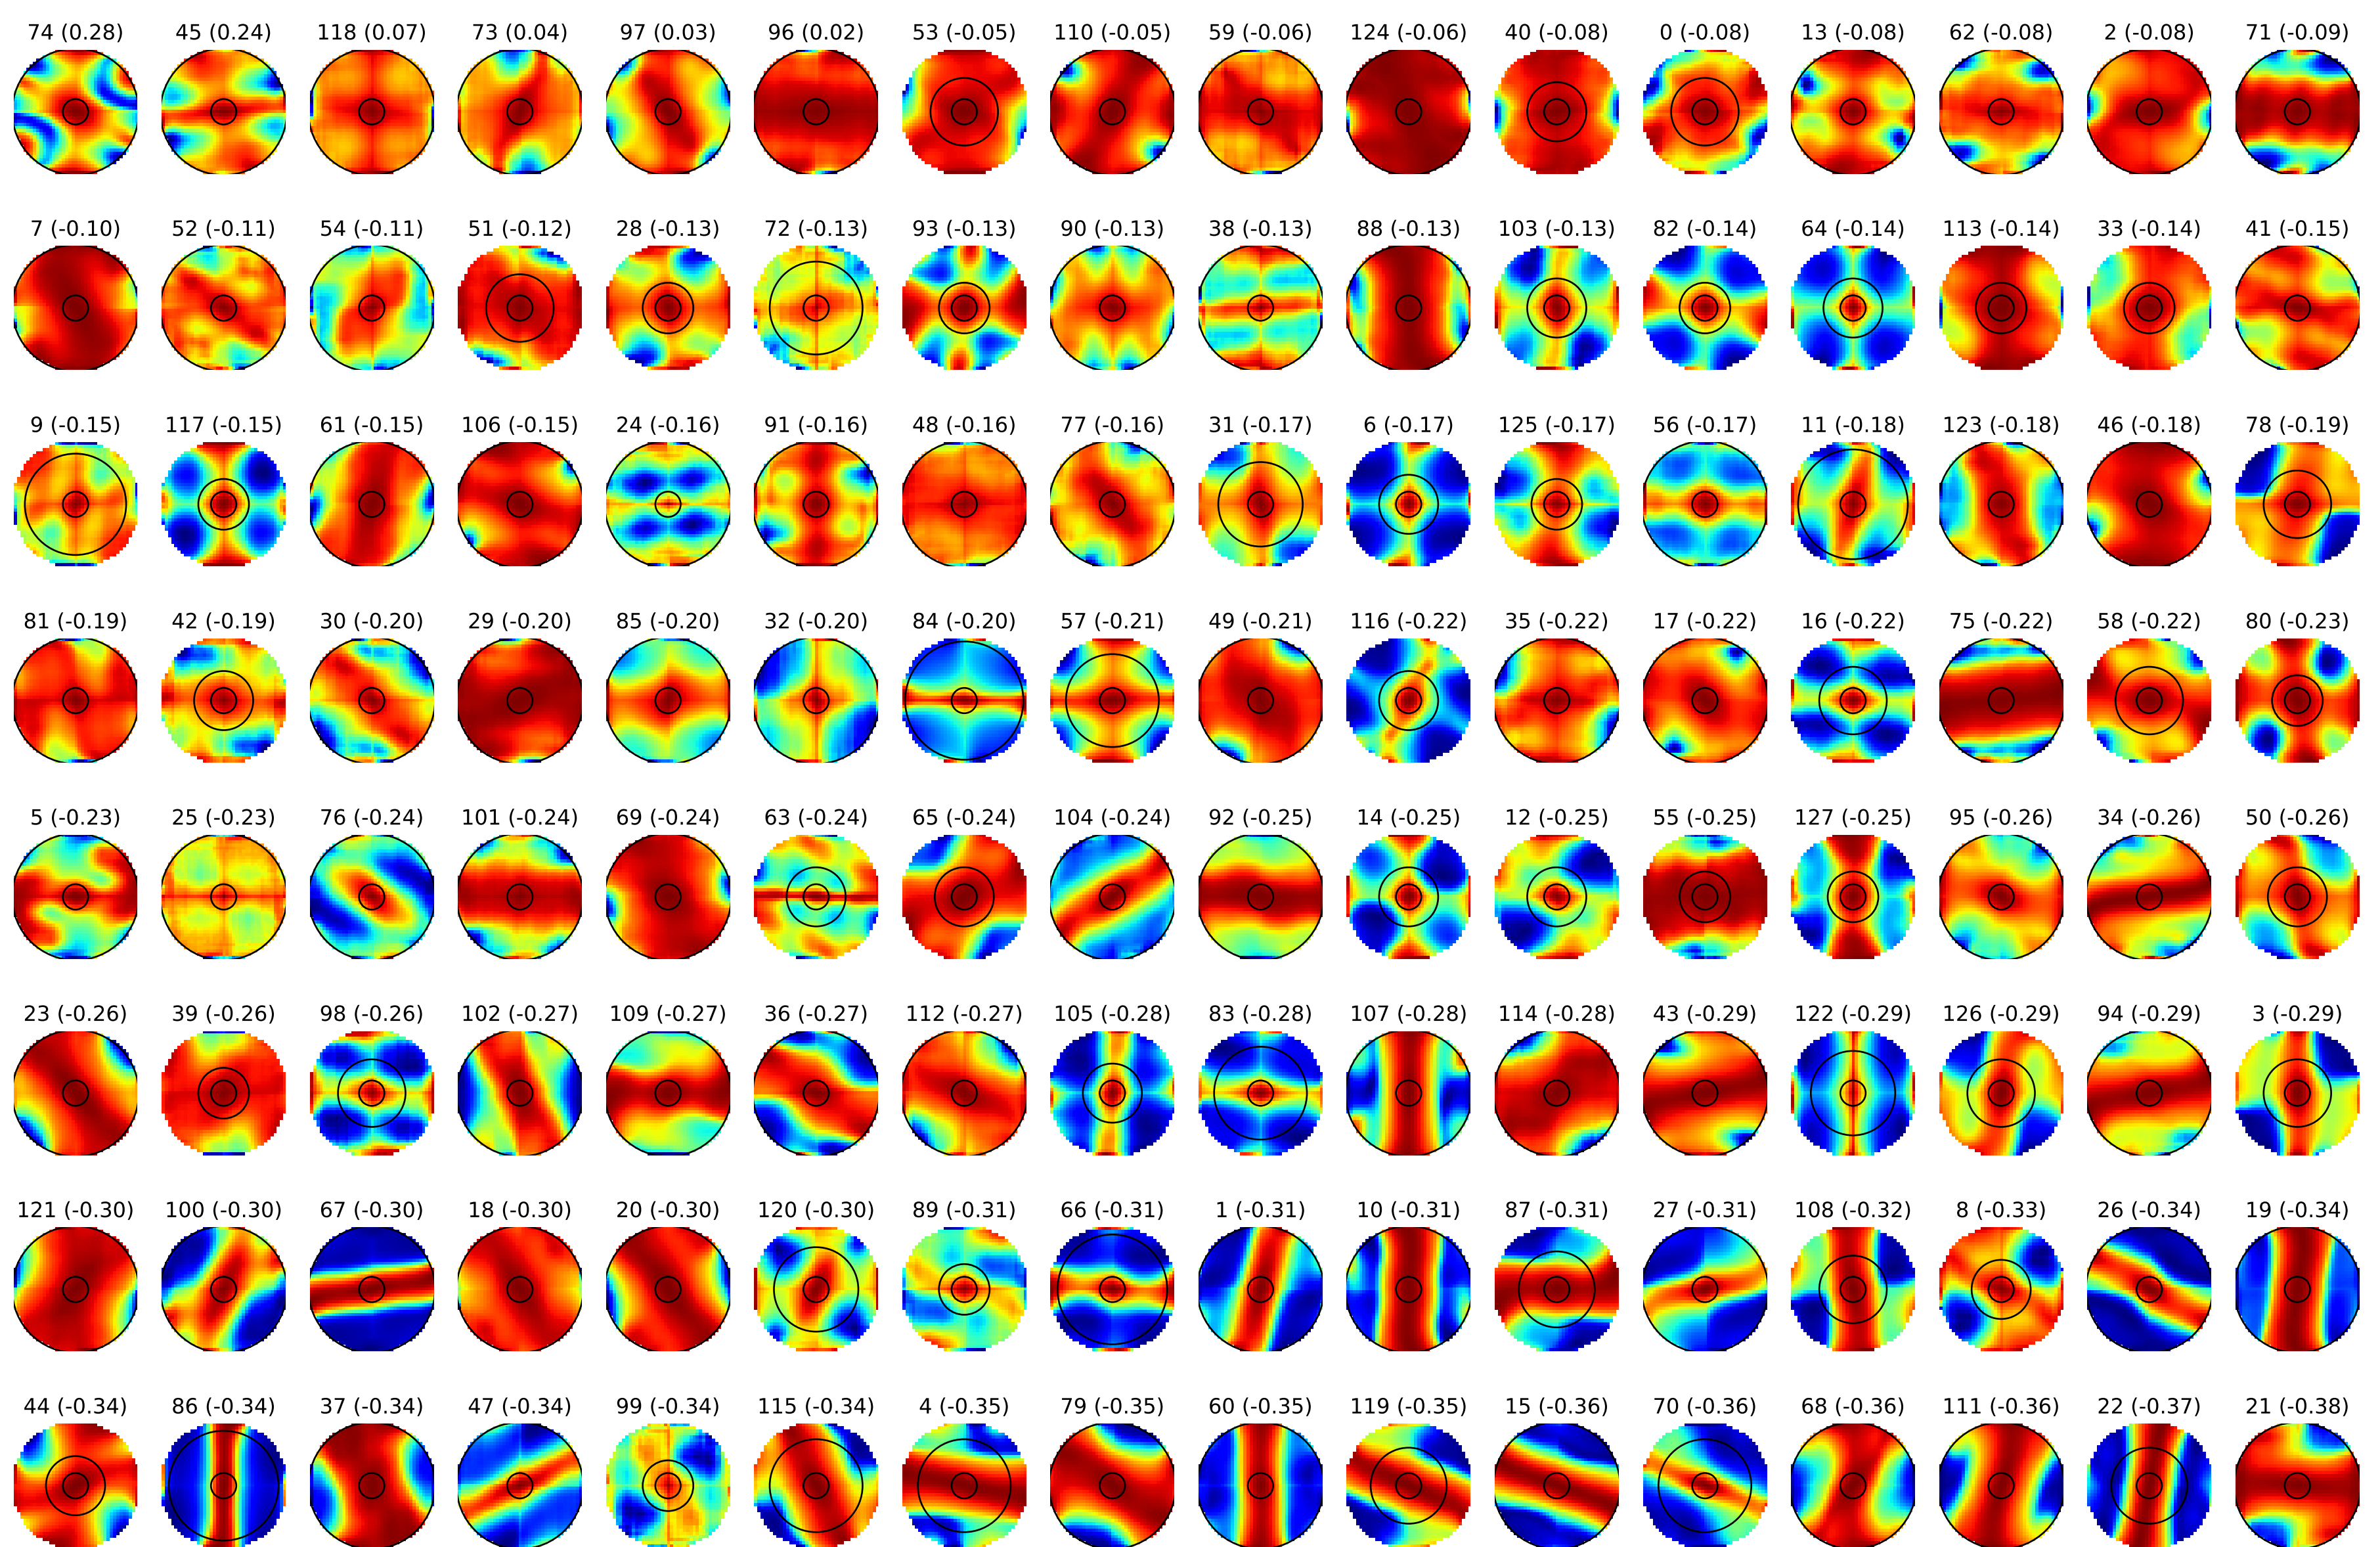 74 (0.28) 45 (0.24) 118 (0.07) 73 (0.04) 97 (0.03) 96 (0.02) 53 (-0.05) 110 (-0.05) 59 (-0.06) 124 (-0.06) 40 (-0.08) 0 (-0.08) 13 (-0.08) 62 (-0.08) 2 (-0.08) 71 (-0.09)
7 (-0.10) 52 (-0.11) 54 (-0.11) 51 (-0.12) 28 (-0.13) 72 (-0.13) 93 (-0.13) 90 (-0.13) 38 (-0.13) 88 (-0.13) 103 (-0.13) 82 (-0.14) 64 (-0.14) 113 (-0.14) 33 (-0.14) 41 (-0.15)
9 (-0.15) 117 (-0.15) 61 (-0.15) 106 (-0.15) 24 (-0.16) 91 (-0.16) 48 (-0.16) 77 (-0.16) 31 (-0.17) 6 (-0.17) 125 (-0.17) 56 (-0.17) 11 (-0.18) 123 (-0.18) 46 (-0.18) 78 (-0.19)
81 (-0.19) 42 (-0.19) 30 (-0.20) 29 (-0.20) 85 (-0.20) 32 (-0.20) 84 (-0.20) 57 (-0.21) 49 (-0.21) 116 (-0.22) 35 (-0.22) 17 (-0.22) 16 (-0.22) 75 (-0.22) 58 (-0.22) 80 (-0.23)
5 (-0.23) 25 (-0.23) 76 (-0.24) 101 (-0.24) 69 (-0.24) 63 (-0.24) 65 (-0.24) 104 (-0.24) 92 (-0.25) 14 (-0.25) 12 (-0.25) 55 (-0.25) 127 (-0.25) 95 (-0.26) 34 (-0.26) 50 (-0.26)
23 (-0.26) 39 (-0.26) 98 (-0.26) 102 (-0.27) 109 (-0.27) 36 (-0.27) 112 (-0.27) 105 (-0.28) 83 (-0.28) 107 (-0.28) 114 (-0.28) 43 (-0.29) 122 (-0.29) 126 (-0.29) 94 (-0.29) 3 (-0.29)
121 (-0.30) 100 (-0.30) 67 (-0.30) 18 (-0.30) 20 (-0.30) 120 (-0.30) 89 (-0.31) 66 (-0.31) 1 (-0.31) 10 (-0.31) 87 (-0.31) 27 (-0.31) 108 (-0.32) 8 (-0.33) 26 (-0.34) 19 (-0.34)
44 (-0.34) 86 (-0.34) 37 (-0.34) 47 (-0.34) 99 (-0.34) 115 (-0.34) 4 (-0.35) 79 (-0.35) 60 (-0.35) 119 (-0.35) 15 (-0.36) 70 (-0.36) 68 (-0.36) 111 (-0.36) 22 (-0.37) 21 (-0.38)